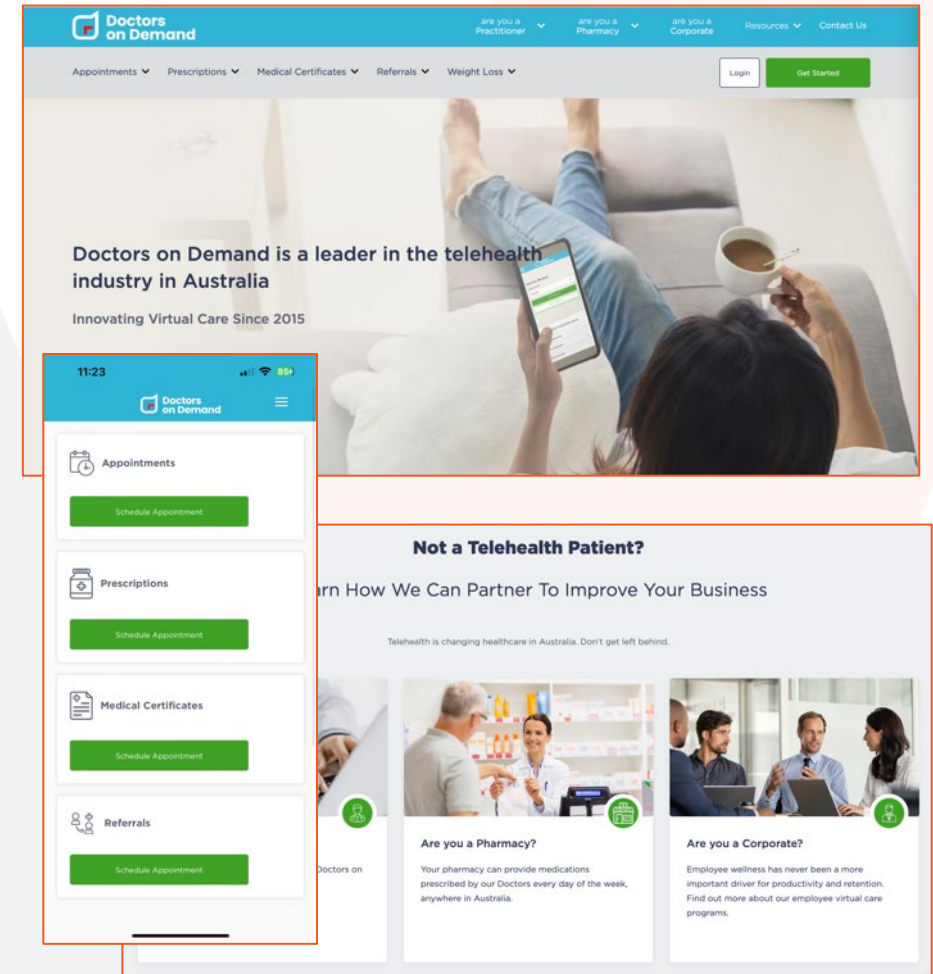 Doctors
on Demand
are you a
Practitioner
are you a
Pharmacy
are you a
Corporate
Resources
Contact Us
Appointments
Prescriptions
Medical Certificates
Referrals
Weight Loss
Login
Get Started
Doctors on Demand is a leader in the telehealth
industry in Australia
Innovating Virtual Care Since 2015
11:23
85
Doctors
on Demand
Appointments
Schedule Appointment
Prescriptions
Schedule Appointment
Medical Certificates
Schedule Appointment
Referrals
Schedule Appointment
Not a Telehealth Patient?
arn How We Can Partner To Improve Your Business
Telehealth is changing healthcare in Australia. Don't get left behind.
Doctors on
Are you a Pharmacy?
Your pharmacy can provide medications
prescribed by our Doctors every day of the week,
anywhere in Australia.
Are you a Corporate?
Employee wellness has never been a more
important driver for productivity and retention.
Find out more about our employee virtual care
programs.